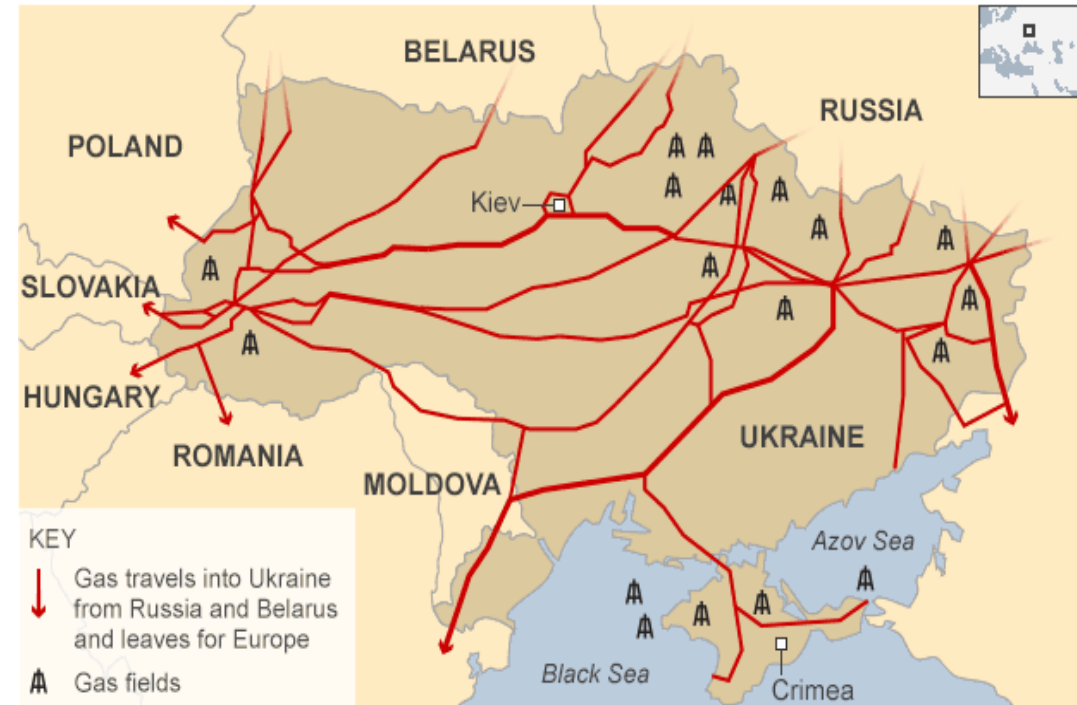 BELARUS
RUSSIA
POLAND
Kiev
SLOVAKIA
HUNGARY
ROMANIA
UKRAINE
MOLDOVA
Azov Sea
Black Sea
Crimea
KEY
Gas travels into Ukraine
from Russia and Belarus
and leaves for Europe
Gas fields